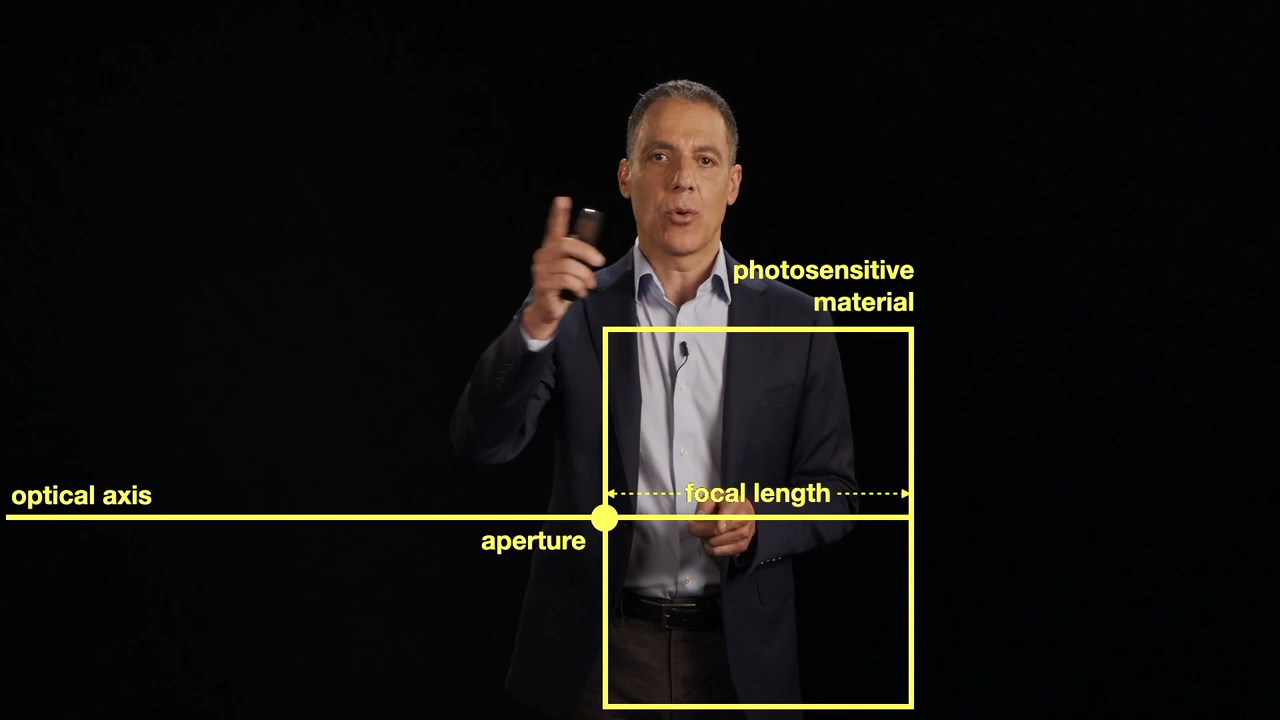 photosensitive
material
focal length
optical axis
aperture